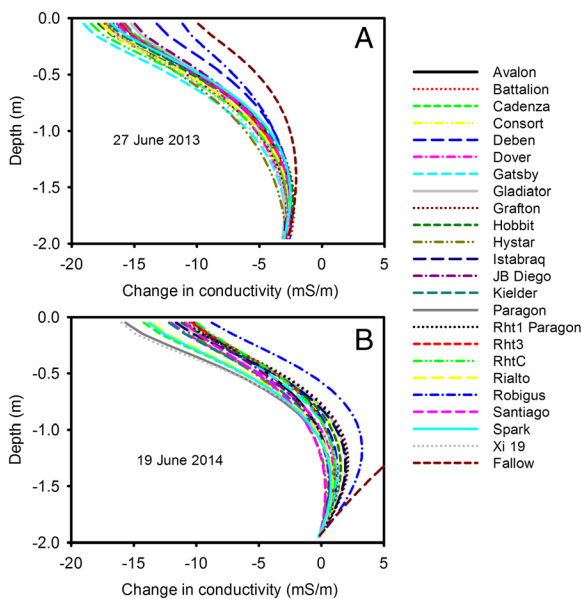 A
0.0
-0.5
-1.0
-1.5
-2.0
Depth (m)
27 June 2013
-20 -15 -10 -5 0 5
Change in conductivity (mS/m)
B
0.0
-0.5
-1.0
-1.5
-2.0
Depth (m)
19 June 2014
-20 -15 -10 -5 0 5
Change in conductivity (mS/m)
Avalon
Battalion
Cadenza
Consort
Deben
Dover
Gatsby
Gladiator
Grafton
Hobbit
Hystar
Istabraq
JB Diego
Kielder
Paragon
Rht1 Paragon
Rht3
RhtC
Rialto
Robigus
Santiago
Spark
Xi 19
Fallow